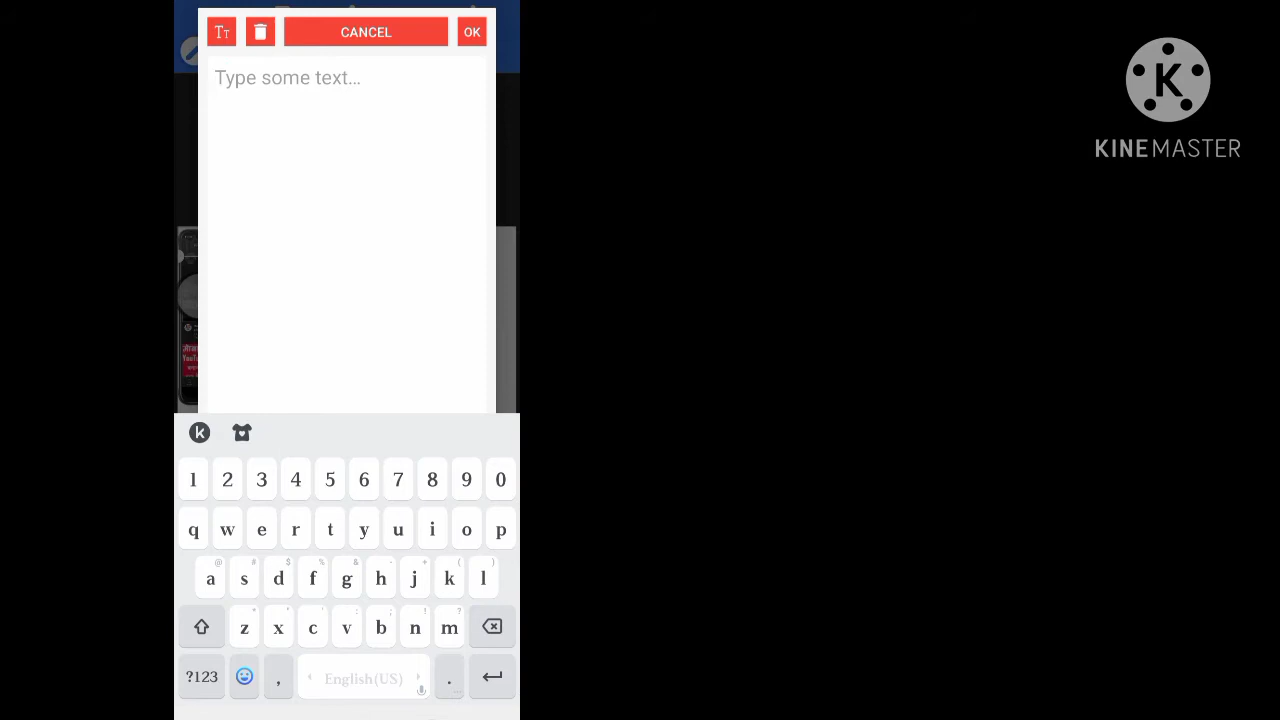 Tт
CANCEL
OK
Type some text...
K
KINEMASTER
k
1 2 3 4 5 6 7 8 9 0
q w e r t y u i o p
@ # $ % & - + ( )
a s d f g h j k l
* " ' : ; ! ?
z x c v b n m
?123 , English(US) .
YouTu